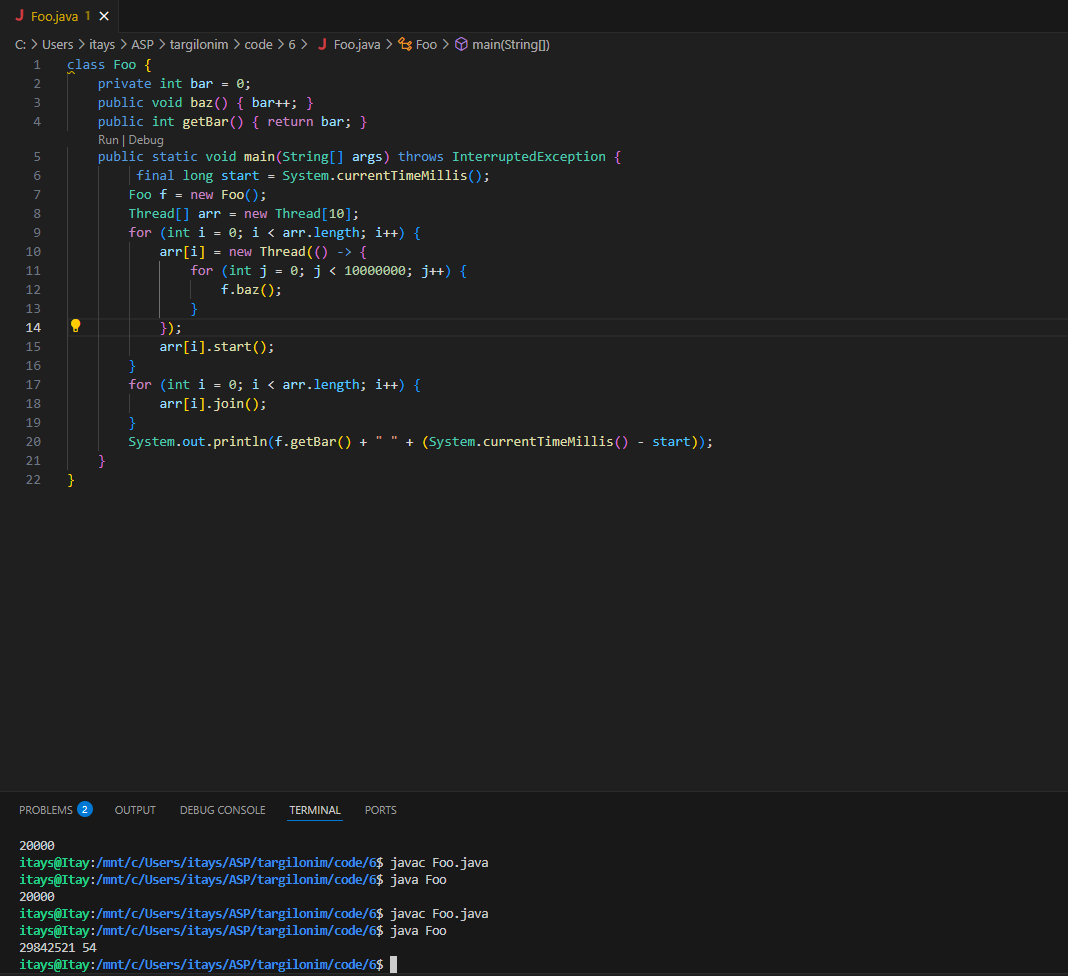 Foo.java 1
C: > Users > itays > ASP > targilonim > code > 6 > Foo.java > Foo > main(String[])
1 class Foo {
2     private int bar = 0;
3     public void baz() { bar++; }
4     public int getBar() { return bar; }
Run | Debug
5     public static void main(String[] args) throws InterruptedException {
6          final long start = System.currentTimeMillis();
7         Foo f = new Foo();
8         Thread[] arr = new Thread[10];
9         for (int i = 0; i < arr.length; i++) {
10             arr[i] = new Thread(() -> {
11                 for (int j = 0; j < 10000000; j++) {
12                     f.baz();
13                 }
14             });
15             arr[i].start();
16         }
17         for (int i = 0; i < arr.length; i++) {
18             arr[i].join();
19         }
20         System.out.println(f.getBar() + " " + (System.currentTimeMillis() - start));
21     }
22 }
PROBLEMS 2 OUTPUT DEBUG CONSOLE TERMINAL PORTS
20000
itays@Itay:/mnt/c/Users/itays/ASP/targilonim/code/6$ javac Foo.java
itays@Itay:/mnt/c/Users/itays/ASP/targilonim/code/6$ java Foo
20000
itays@Itay:/mnt/c/Users/itays/ASP/targilonim/code/6$ javac Foo.java
itays@Itay:/mnt/c/Users/itays/ASP/targilonim/code/6$ java Foo
29842521 54
itays@Itay:/mnt/c/Users/itays/ASP/targilonim/code/6$